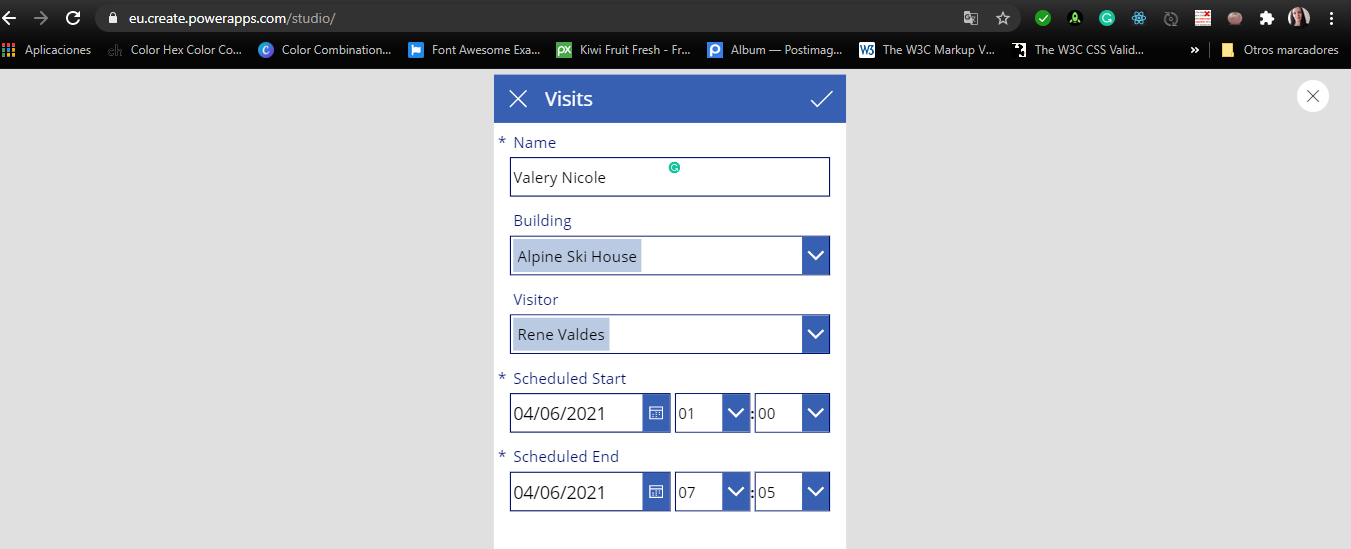 eu.create.powerapps.com/studio/
Aplicaciones Color Hex Color Co... Color Combination... Font Awesome Exa... Kiwi Fruit Fresh - Fr... Album — Postimag... The W3C Markup V... The W3C CSS Valid... » Otros marcadores
Visits
* Name
Valery Nicole
Building
Alpine Ski House
Visitor
Rene Valdes
* Scheduled Start
04/06/2021 01 : 00
* Scheduled End
04/06/2021 07 : 05